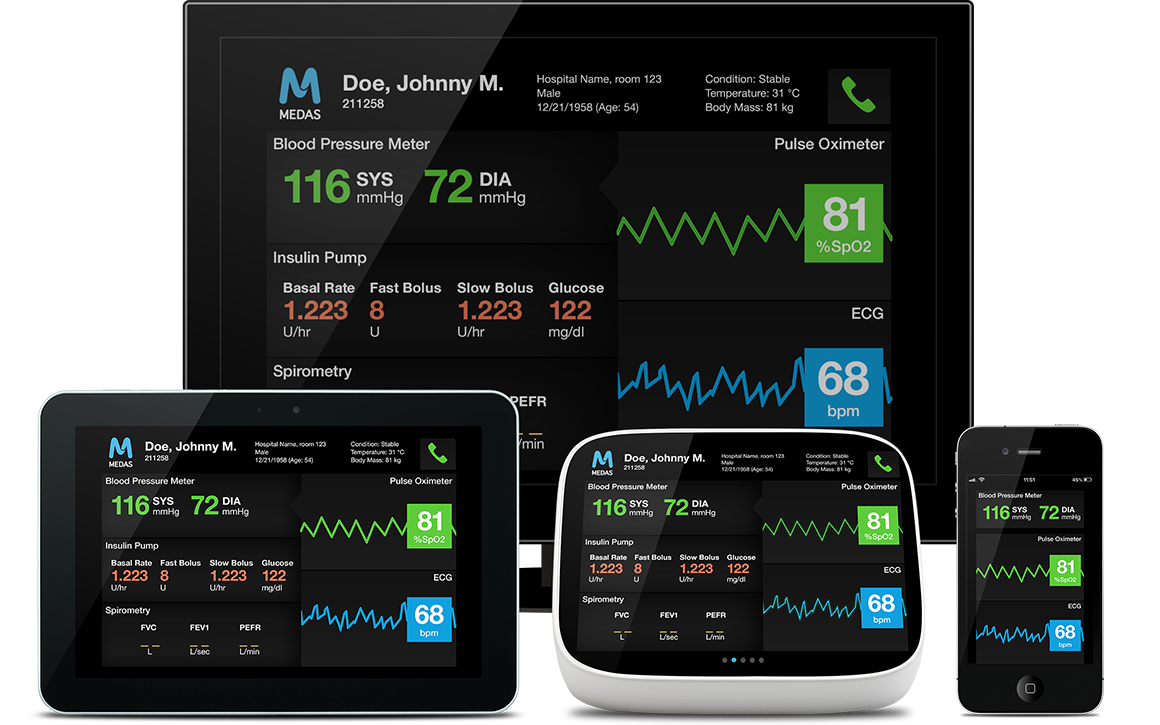 MEDAS
Doe, Johnny M.
211258
Hospital Name, room 123
Male
12/21/1958 (Age: 54)
Condition: Stable
Temperature: 31 °C
Body Mass: 81 kg
Blood Pressure Meter
116 SYS mmHg 72 DIA mmHg
Pulse Oximeter
81
%SpO2
Insulin Pump
Basal Rate Fast Bolus Slow Bolus Glucose
1.223 8 1.223 122
U/hr U U/hr mg/dl
ECG
68
bpm
Spirometry
PEFR
/min
MEDAS
Doe, Johnny M.
211258
Hospital Name, room 123
Male
12/21/1958 (Age: 54)
Condition: Stable
Temperature: 31 °C
Body Mass: 81 kg
Blood Pressure Meter
116 SYS mmHg 72 DIA mmHg
Pulse Oximeter
81
%SpO2
Insulin Pump
Basal Rate Fast Bolus Slow Bolus Glucose
1.223 8 1.223 122
U/hr U U/hr mg/dl
ECG
68
bpm
Spirometry
FVC FEV1 PEFR
L L/sec L/min
MEDAS
Doe, Johnny M.
211258
Hospital Name, room 123
Male
12/21/1958 (Age: 54)
Condition: Stable
Temperature: 31 °C
Body Mass: 81 kg
Blood Pressure Meter
116 SYS mmHg 72 DIA mmHg
Pulse Oximeter
81
%SpO2
Insulin Pump
Basal Rate Fast Bolus Slow Bolus Glucose
1.223 8 1.223 122
U/hr U U/hr mg/dl
ECG
68
bpm
Spirometry
FVC FEV1 PEFR
L L/sec L/min
11:51 45%
Blood Pressure Meter
116 SYS mmHg 72 DIA mmHg
Pulse Oximeter
81
%SpO2
ECG
68
bpm